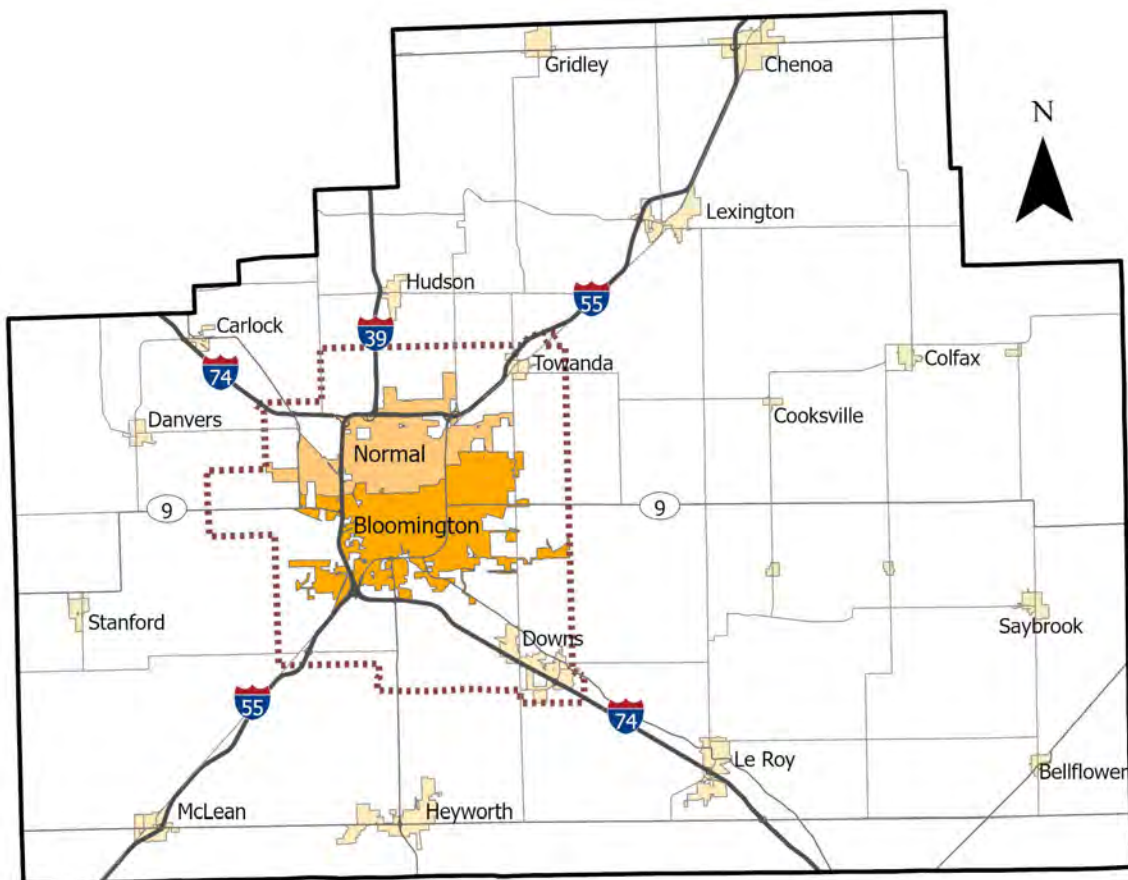 Gridley
Chenoa
N
Lexington
Hudson
55
39
Carlock
Towanda
Colfax
74
Danvers
Cooksville
Normal
9
9
Bloomington
Stanford
Saybrook
Downs
55
74
Le Roy
Bellflower
McLean
Heyworth